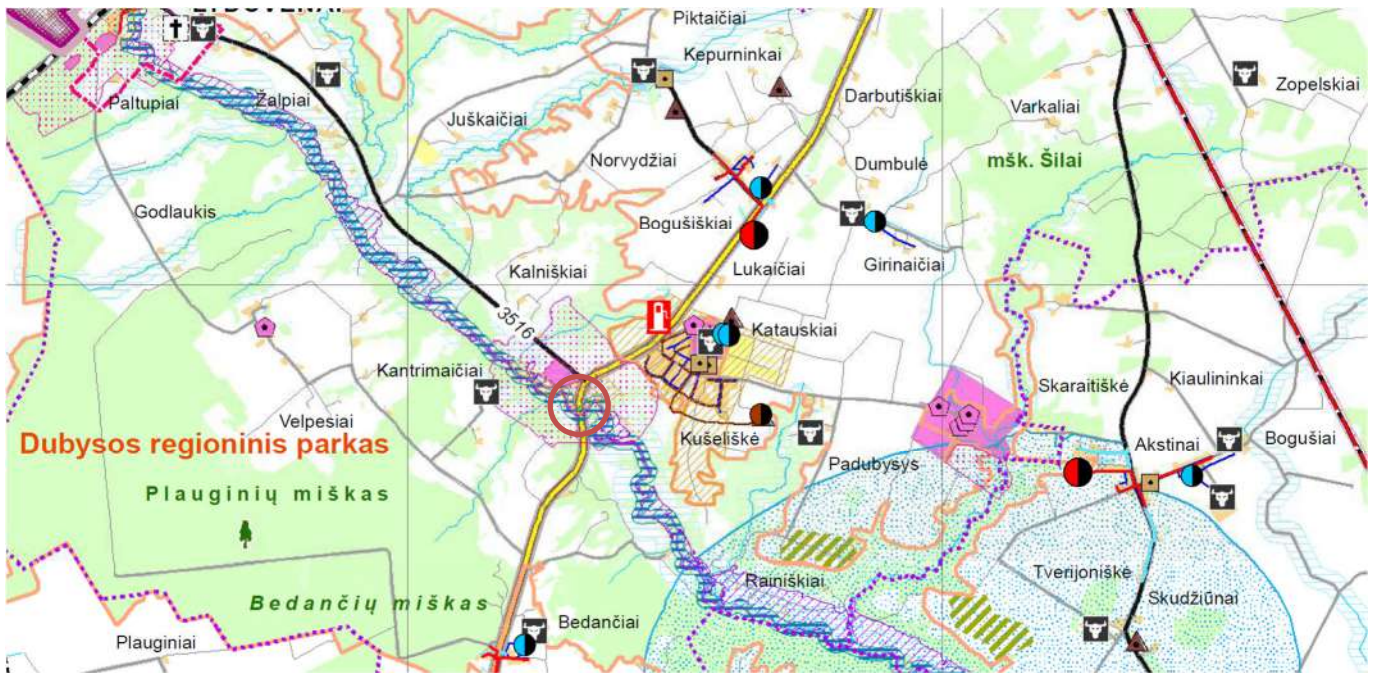 LYDUVĖNAI
Piktaičiai
Kepurninkai
Zopelskiai
Paltupiai
Žalpiai
Darbutiškiai
Varkaliai
Juškaičiai
Norvydžiai
Dumbulė
mšk. Šilai
Godlaukis
Bogušiškiai
Girinaičiai
Kalniškiai
Lukaičiai
3516
Katauskiai
Kantrimaičiai
Skaraitiškė
Kiaulininkai
Velpesiai
Kušeliškė
Akstinai
Bogušiai
Dubysos regioninis parkas
Padubysys
Plauginių miškas
Rainiškiai
Tverijoniškė
Bedančių miškas
Skudžiūnai
Bedančiai
Plauginiai